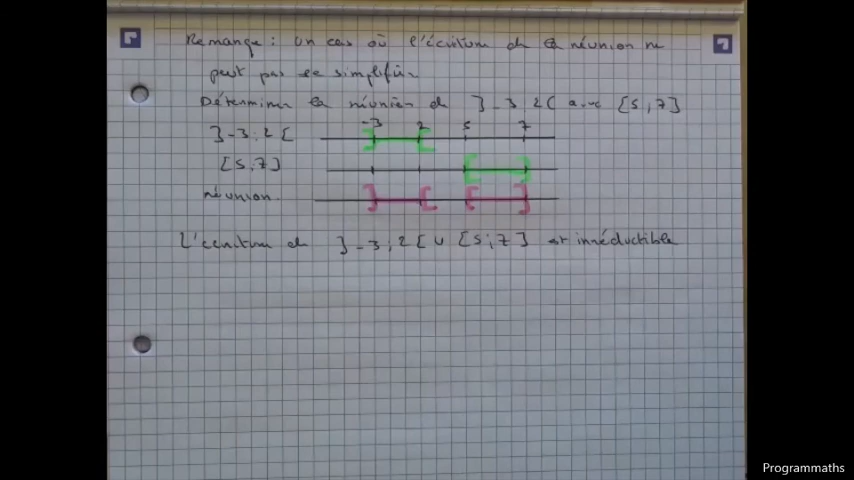 Remarque : un cas où l'écriture de la réunion ne
peut pas se simplifier.
Déterminer la réunion de ]-3 ; 2[ avec [5 ; 7]
-3 2 5 7
]-3 ; 2[
[5 ; 7]
réunion.
L'écriture de ]-3 ; 2[ ∪ [5 ; 7] est irréductible
Programmaths